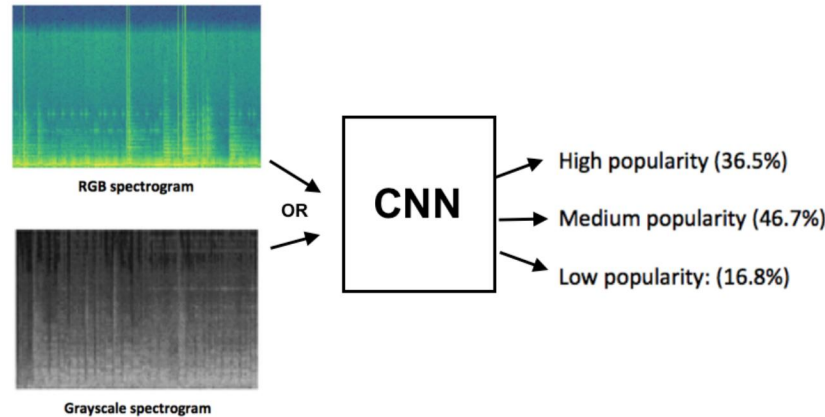 RGB spectrogram
OR
CNN
High popularity (36.5%)
Medium popularity (46.7%)
Low popularity: (16.8%)
Grayscale spectrogram